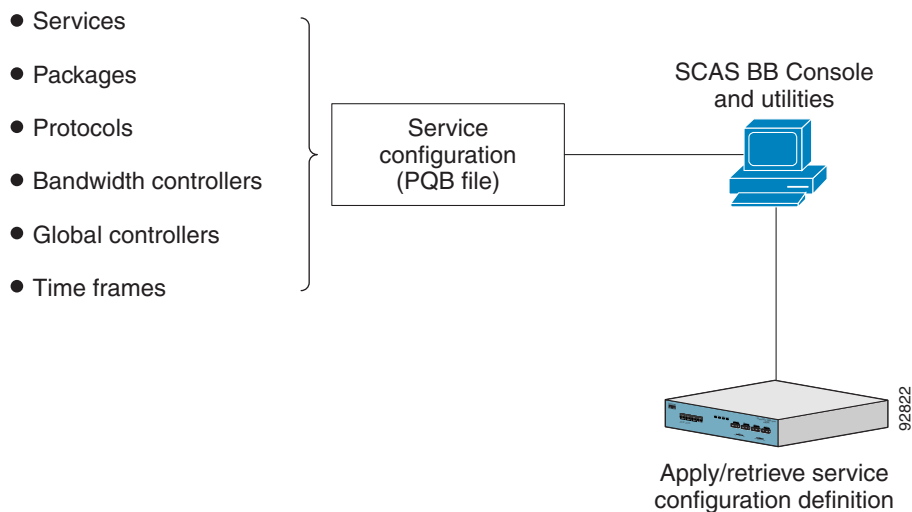 ● Services
● Packages
● Protocols
● Bandwidth controllers
● Global controllers
● Time frames
Service
configuration
(PQB file)
SCAS BB Console
and utilities
92822
Apply/retrieve service
configuration definition